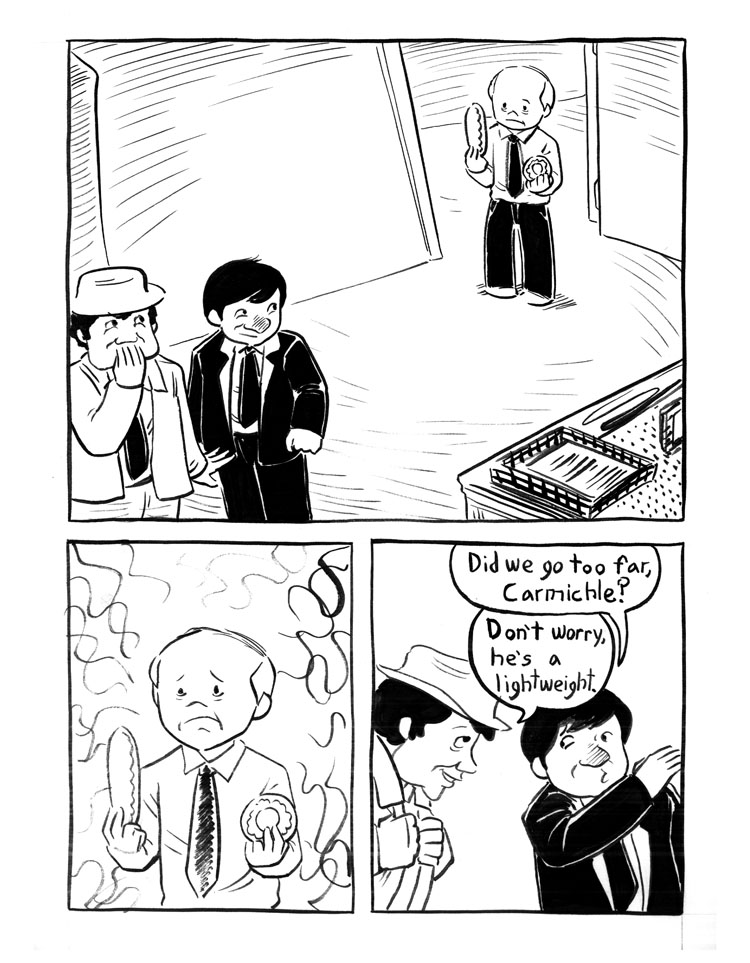 Did we go too far,
Carmichle?
Don't worry,
he's a
lightweight.